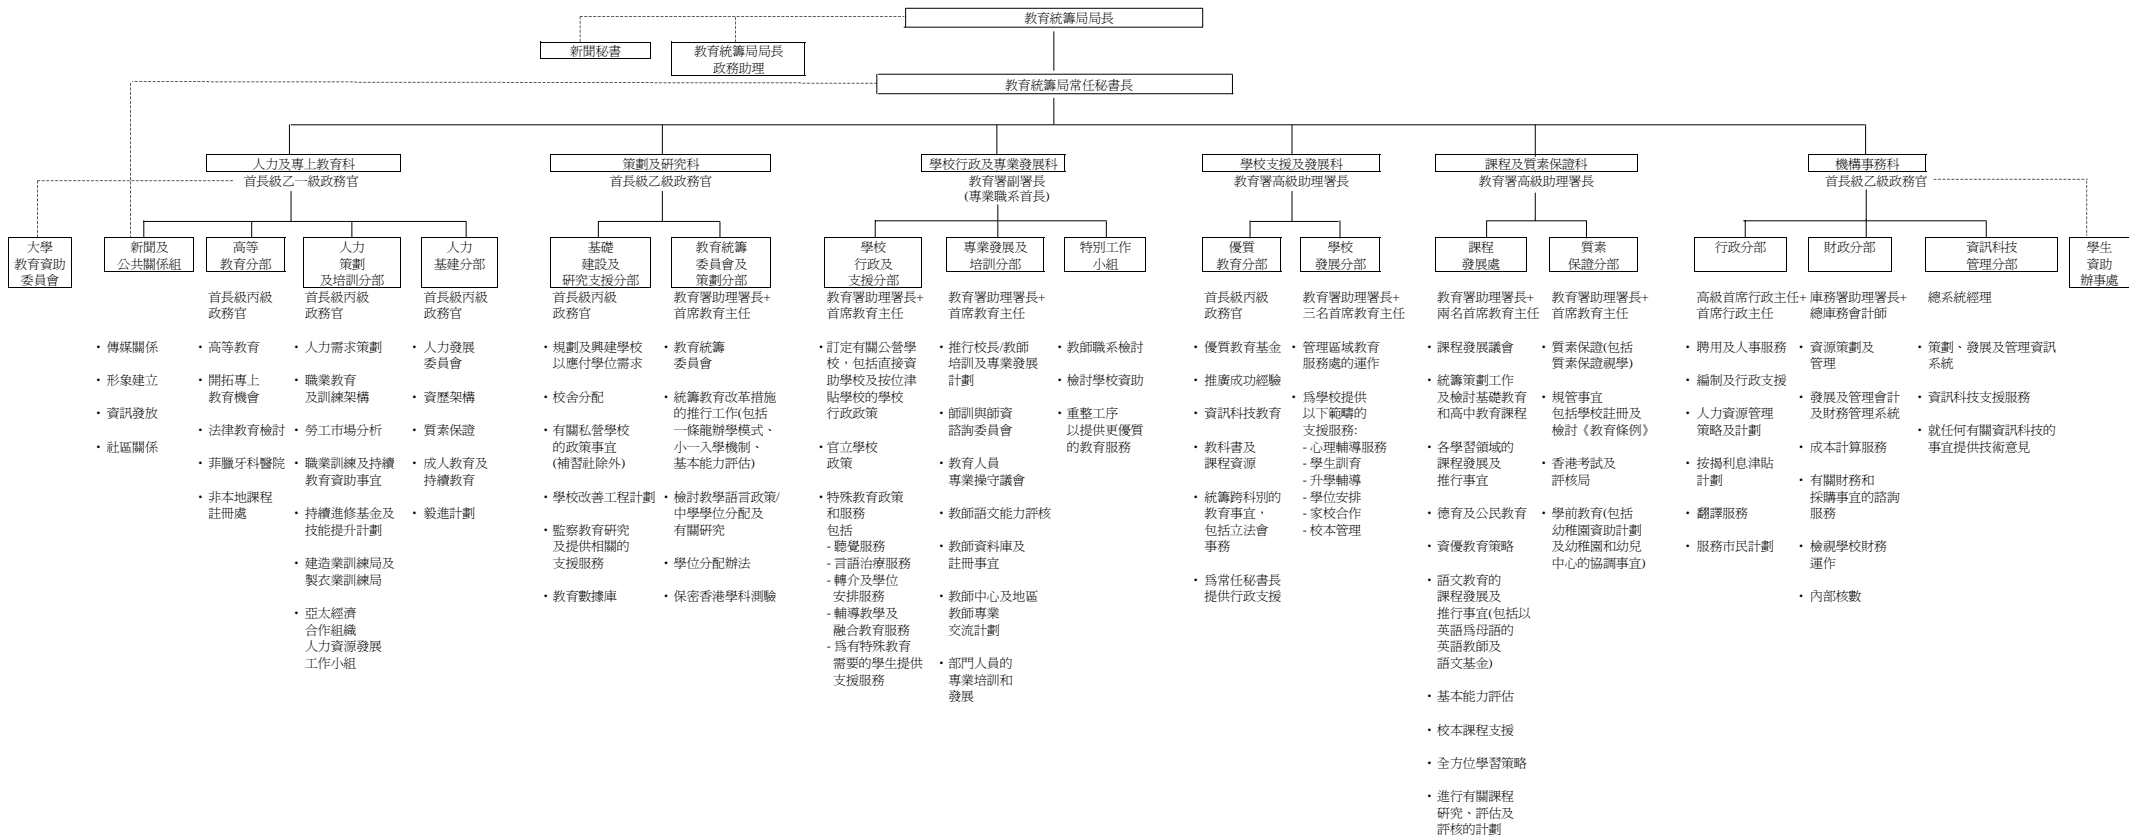 教育統籌局局長
新聞秘書
教育統籌局局長
政務助理
教育統籌局常任秘書長
人力及專上教育科
首長級乙一級政務官
策劃及研究科
首長級乙級政務官
學校行政及專業發展科
教育署副署長
(專業職系首長)
學校支援及發展科
教育署高級助理署長
課程及質素保證科
教育署高級助理署長
機構事務科
首長級乙級政務官
大學
教育資助
委員會
新聞及
公共關係組
・傳媒關係
・形象建立
・資訊發放
・社區關係
高等
教育分部
首長級丙級
政務官
・高等教育
・開拓專上
教育機會
・法律教育檢討
・菲臘牙科醫院
・非本地課程
註冊處
人力
策劃
及培訓分部
首長級丙級
政務官
・人力需求策劃
・職業教育
及訓練架構
・勞工市場分析
・職業訓練及持續
教育資助事宜
・持續進修基金及
技能提升計劃
・建造業訓練局及
製衣業訓練局
・亞太經濟
合作組織
人力資源發展
工作小組
人力
基建分部
首長級丙級
政務官
・人力發展
委員會
・資歷架構
・質素保證
・成人教育及
持續教育
・毅進計劃
基礎
建設及
研究支援分部
首長級丙級
政務官
・規劃及興建學校
以應付學位需求
・校舍分配
・有關私營學校
的政策事宜
(補習社除外)
・學校改善工程計劃
・監察教育研究
及提供相關的
支援服務
・教育數據庫
教育統籌
委員會及
策劃分部
教育署助理署長+
首席教育主任
・教育統籌
委員會
・統籌教育改革措施
的推行工作(包括
一條龍辦學模式、
小一入學機制、
基本能力評估)
・檢討教學語言政策/
中學學位分配及
有關研究
・學位分配辦法
・保密香港學科測驗
學校
行政及
支援分部
教育署助理署長+
首席教育主任
・訂定有關公營學
校，包括直接資
助學校及按位津
貼學校的學校
行政政策
・官立學校
政策
・特殊教育政策
和服務
包括
- 聽覺服務
- 言語治療服務
- 轉介及學位
安排服務
- 輔導教學及
融合教育服務
- 爲有特殊教育
需要的學生提供
支援服務
專業發展及
培訓分部
教育署助理署長+
首席教育主任
・推行校長/教師
培訓及專業發展
計劃
・師訓與師資
諮詢委員會
・教育人員
專業操守議會
・教師語文能力評核
・教師資料庫及
註冊事宜
・教師中心及地區
教師專業
交流計劃
・部門人員的
專業培訓和
發展
特別工作
小組
・教師職系檢討
・檢討學校資助
・重整工序
以提供更優質
的教育服務
優質
教育分部
首長級丙級
政務官
・優質教育基金
・推廣成功經驗
・資訊科技教育
・教科書及
課程資源
・統籌跨科別的
教育事宜，
包括立法會
事務
・爲常任秘書長
提供行政支援
學校
發展分部
教育署助理署長+
三名首席教育主任
・管理區域教育
服務處的運作
・爲學校提供
以下範疇的
支援服務:
- 心理輔導服務
- 學生訓育
- 升學輔導
- 學位安排
- 家校合作
- 校本管理
課程
發展處
教育署助理署長+
兩名首席教育主任
・課程發展議會
・統籌策劃工作
及檢討基礎教育
和高中教育課程
・各學習領域的
課程發展及
推行事宜
・德育及公民教育
・資優教育策略
・語文教育的
課程發展及
推行事宜(包括以
英語爲母語的
英語教師及
語文基金)
・基本能力評估
・校本課程支援
・全方位學習策略
・進行有關課程
研究、評估及
評核的計劃
質素
保證分部
教育署助理署長+
首席教育主任
・質素保證(包括
質素保證視學)
・規管事宜
包括學校註冊及
檢討《教育條例》
・香港考試及
評核局
・學前教育(包括
幼稚園資助計劃
及幼稚園和幼兒
中心的協調事宜)
行政分部
高級首席行政主任+
首席行政主任
・聘用及人事服務
・編制及行政支援
・人力資源管理
策略及計劃
・按揭利息津貼
計劃
・翻譯服務
・服務市民計劃
財政分部
庫務署助理署長+
總庫務會計師
・資源策劃及
管理
・發展及管理會計
及財務管理系統
・成本計算服務
・有關財務和
採購事宜的諮詢
服務
・檢視學校財務
運作
・內部核數
資訊科技
管理分部
總系統經理
・策劃、發展及管理資訊
系統
・資訊科技支援服務
・就任何有關資訊科技的
事宜提供技術意見
學生
資助
辦事處